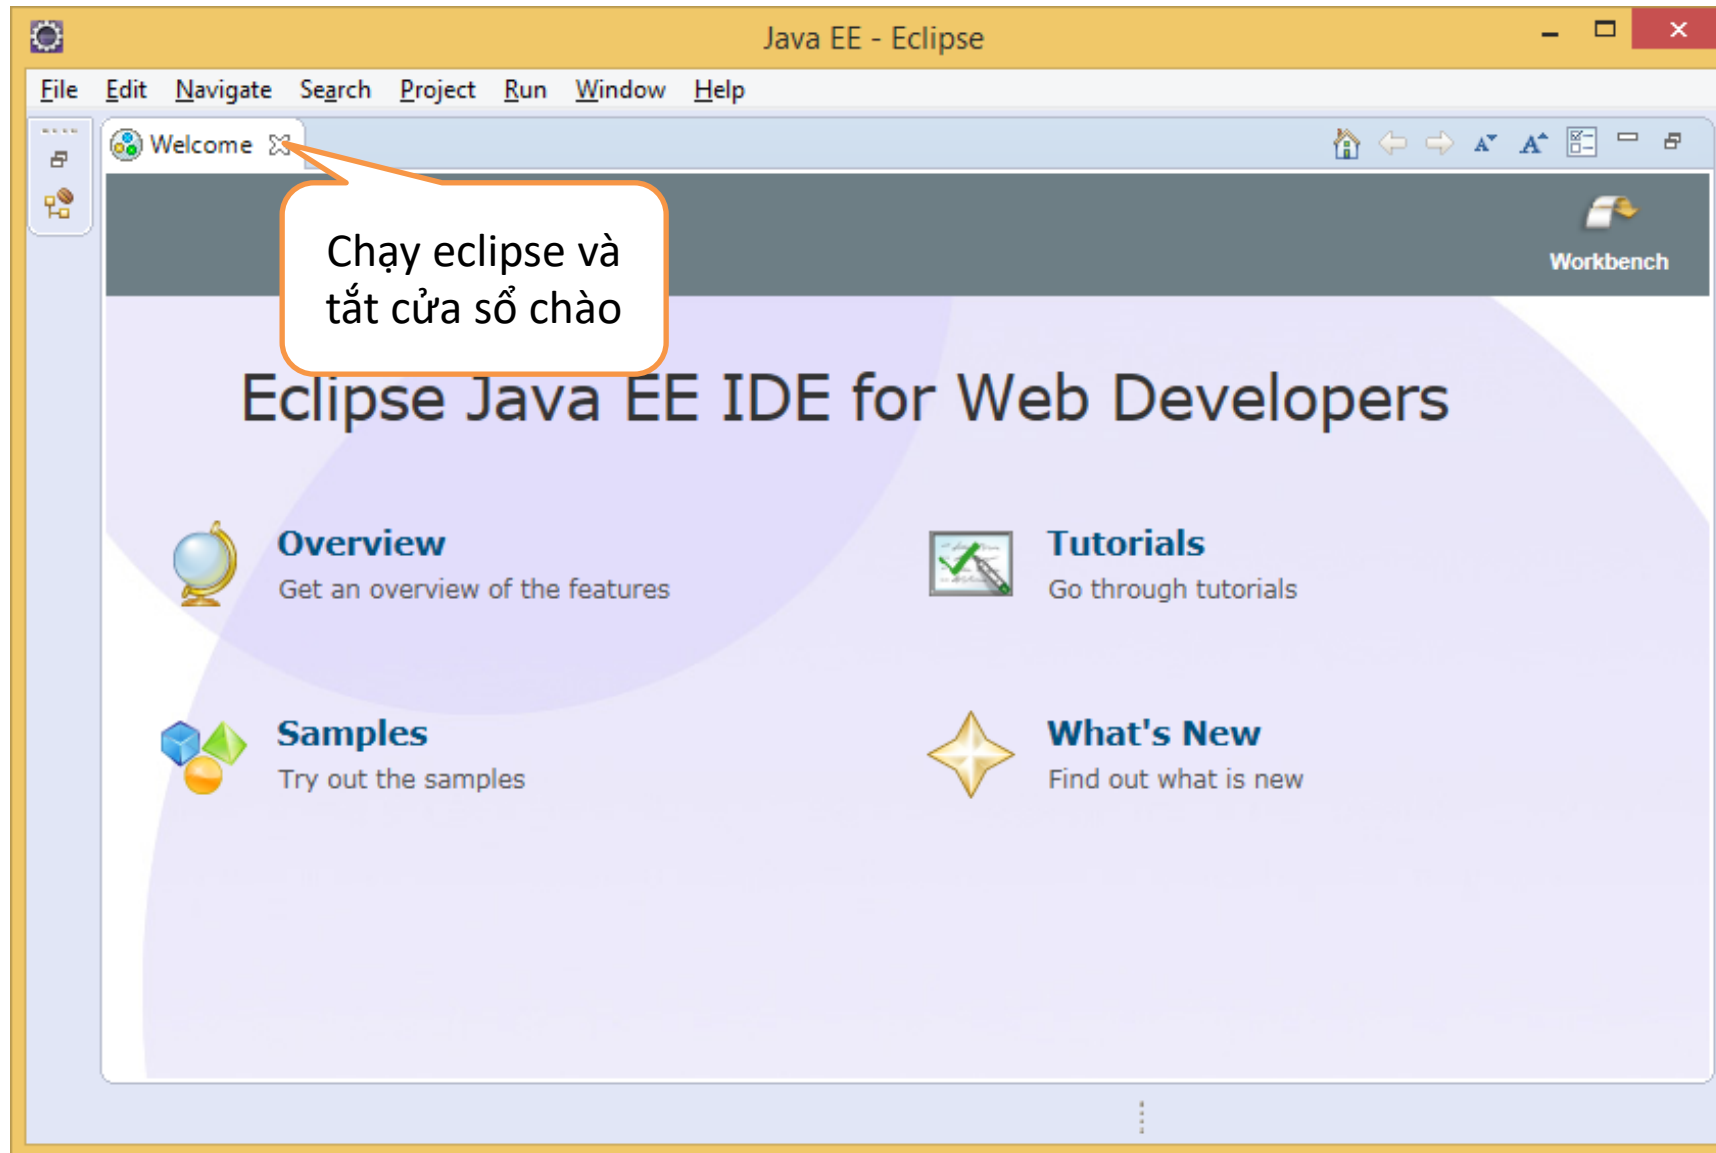 Java EE - Eclipse
File Edit Navigate Search Project Run Window Help
Welcome
Chạy eclipse và
tắt cửa sổ chào
Workbench
Eclipse Java EE IDE for Web Developers
Overview
Get an overview of the features
Tutorials
Go through tutorials
Samples
Try out the samples
What's New
Find out what is new